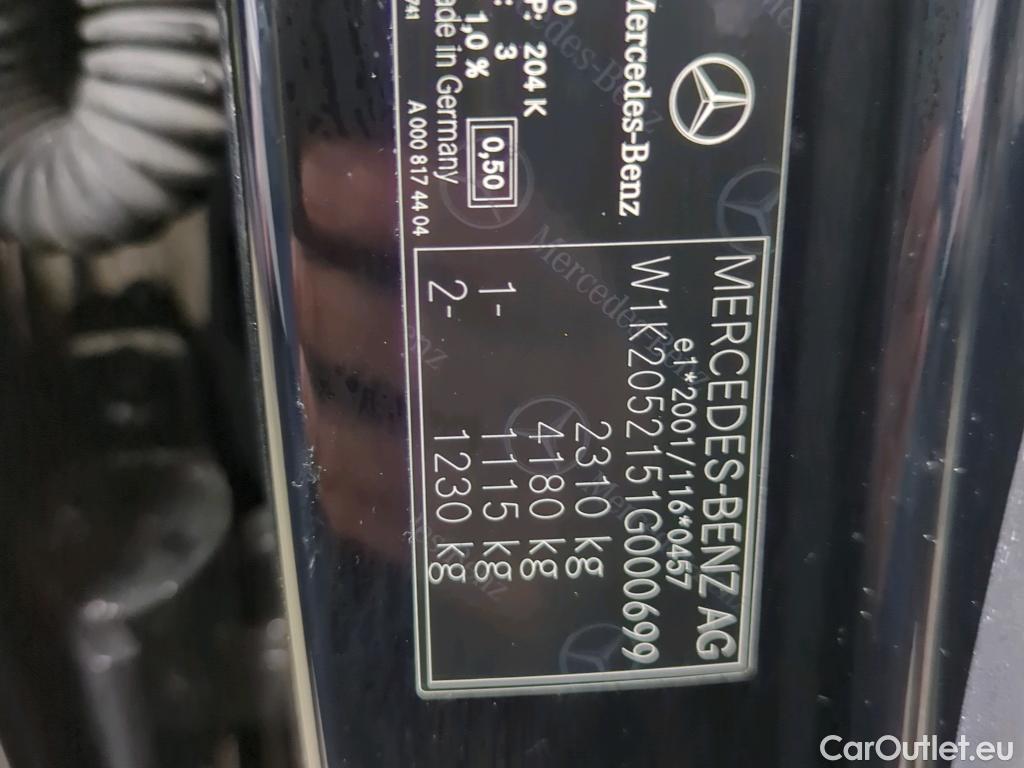 Mercedes-Benz
P: 204 K
: 3
1,0 %
0,50
ade in Germany
741
A 000 817 44 04
MERCEDES-BENZ AG
e1*2001/116*0457
W1K2052151G000699
2310 kg
4180 kg
1- 1115 kg
2- 1230 kg
CarOutlet.eu